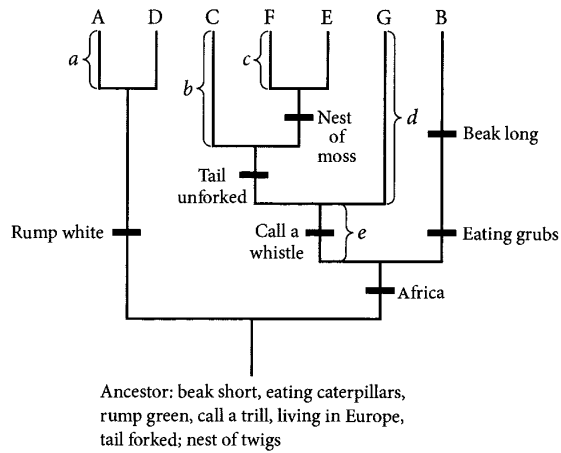 A D C F E G B
a
b
c
d
Nest
of
moss
Beak long
Tail
unforked
Rump white
Call a
whistle
e
Eating grubs
Africa
Ancestor: beak short, eating caterpillars,
rump green, call a trill, living in Europe,
tail forked; nest of twigs